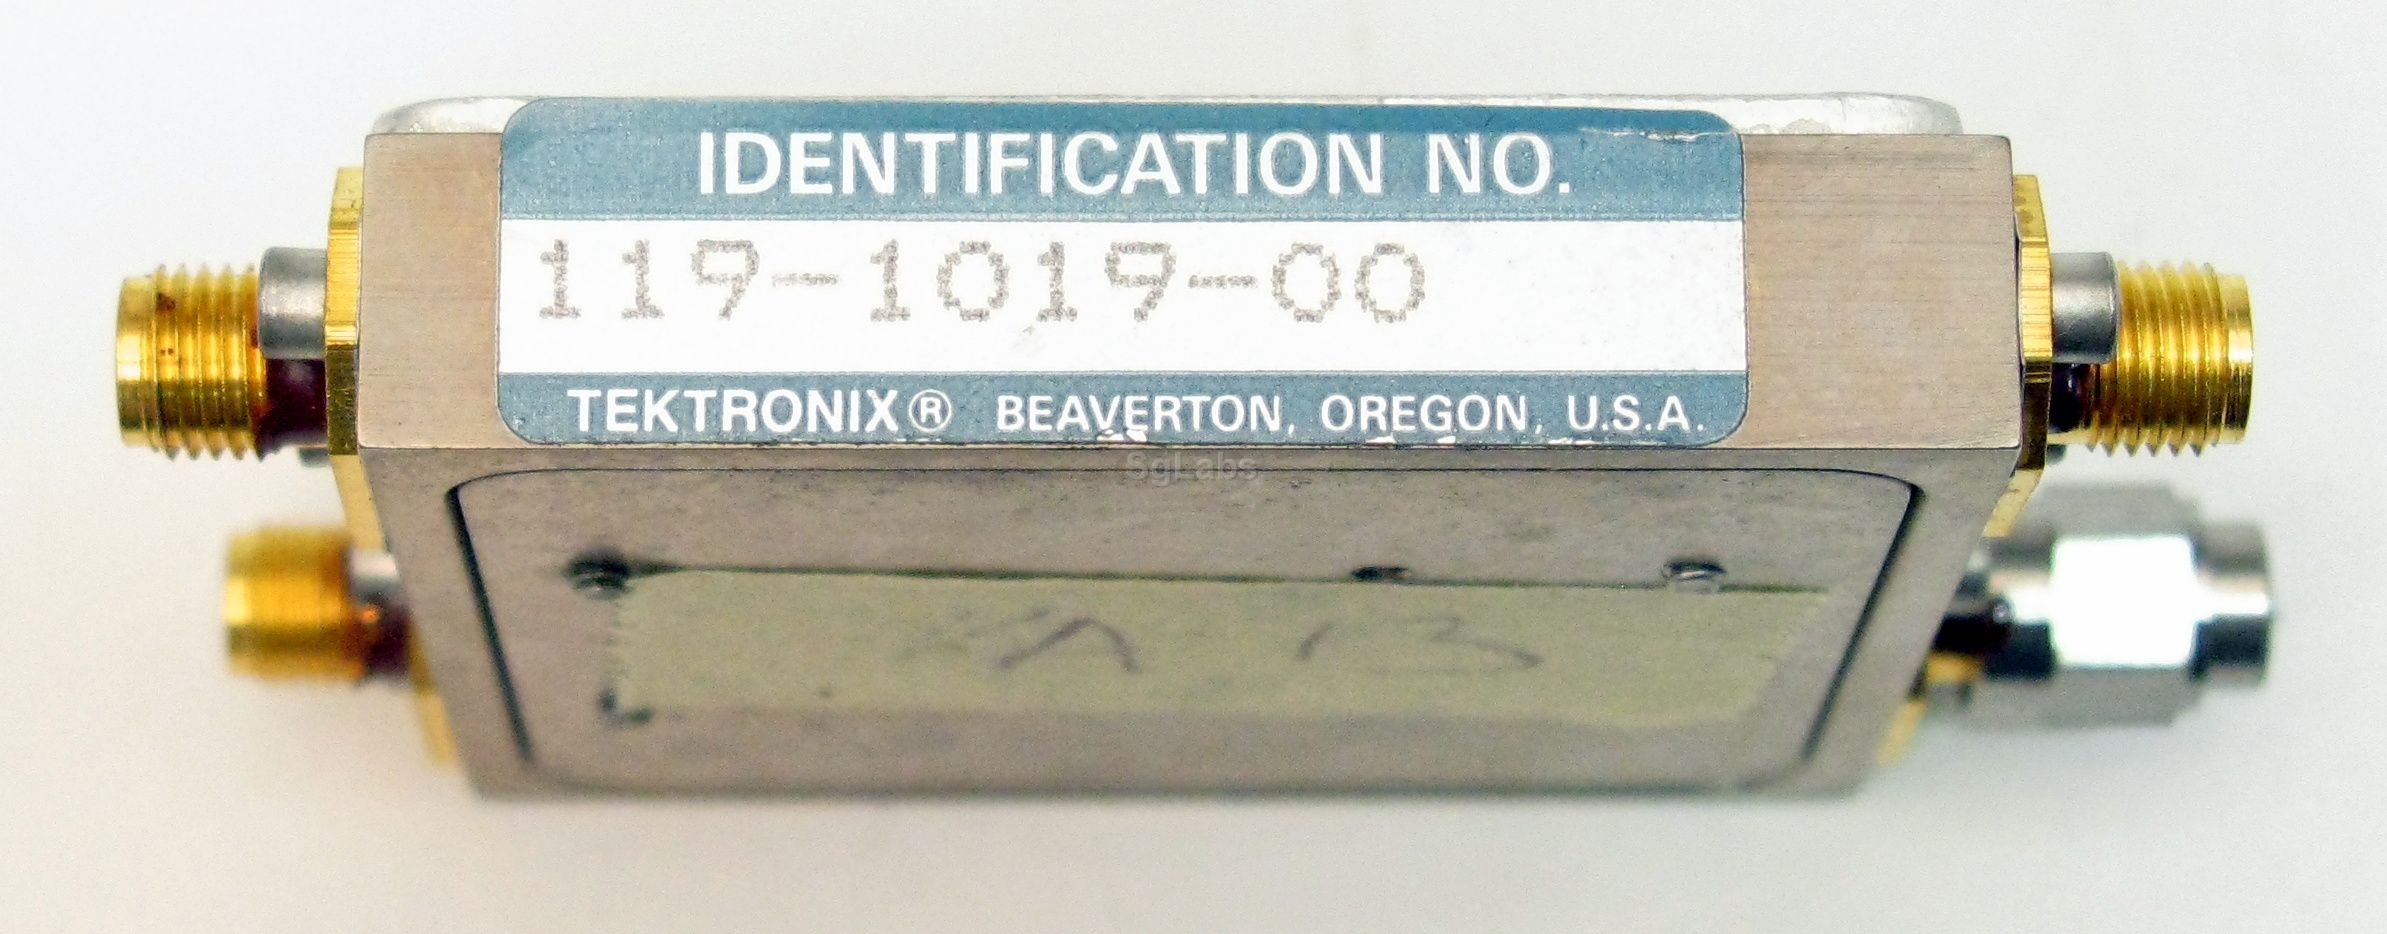 IDENTIFICATION NO.
119-1019-00
TEKTRONIX® BEAVERTON, OREGON, U.S.A.
SgLabs